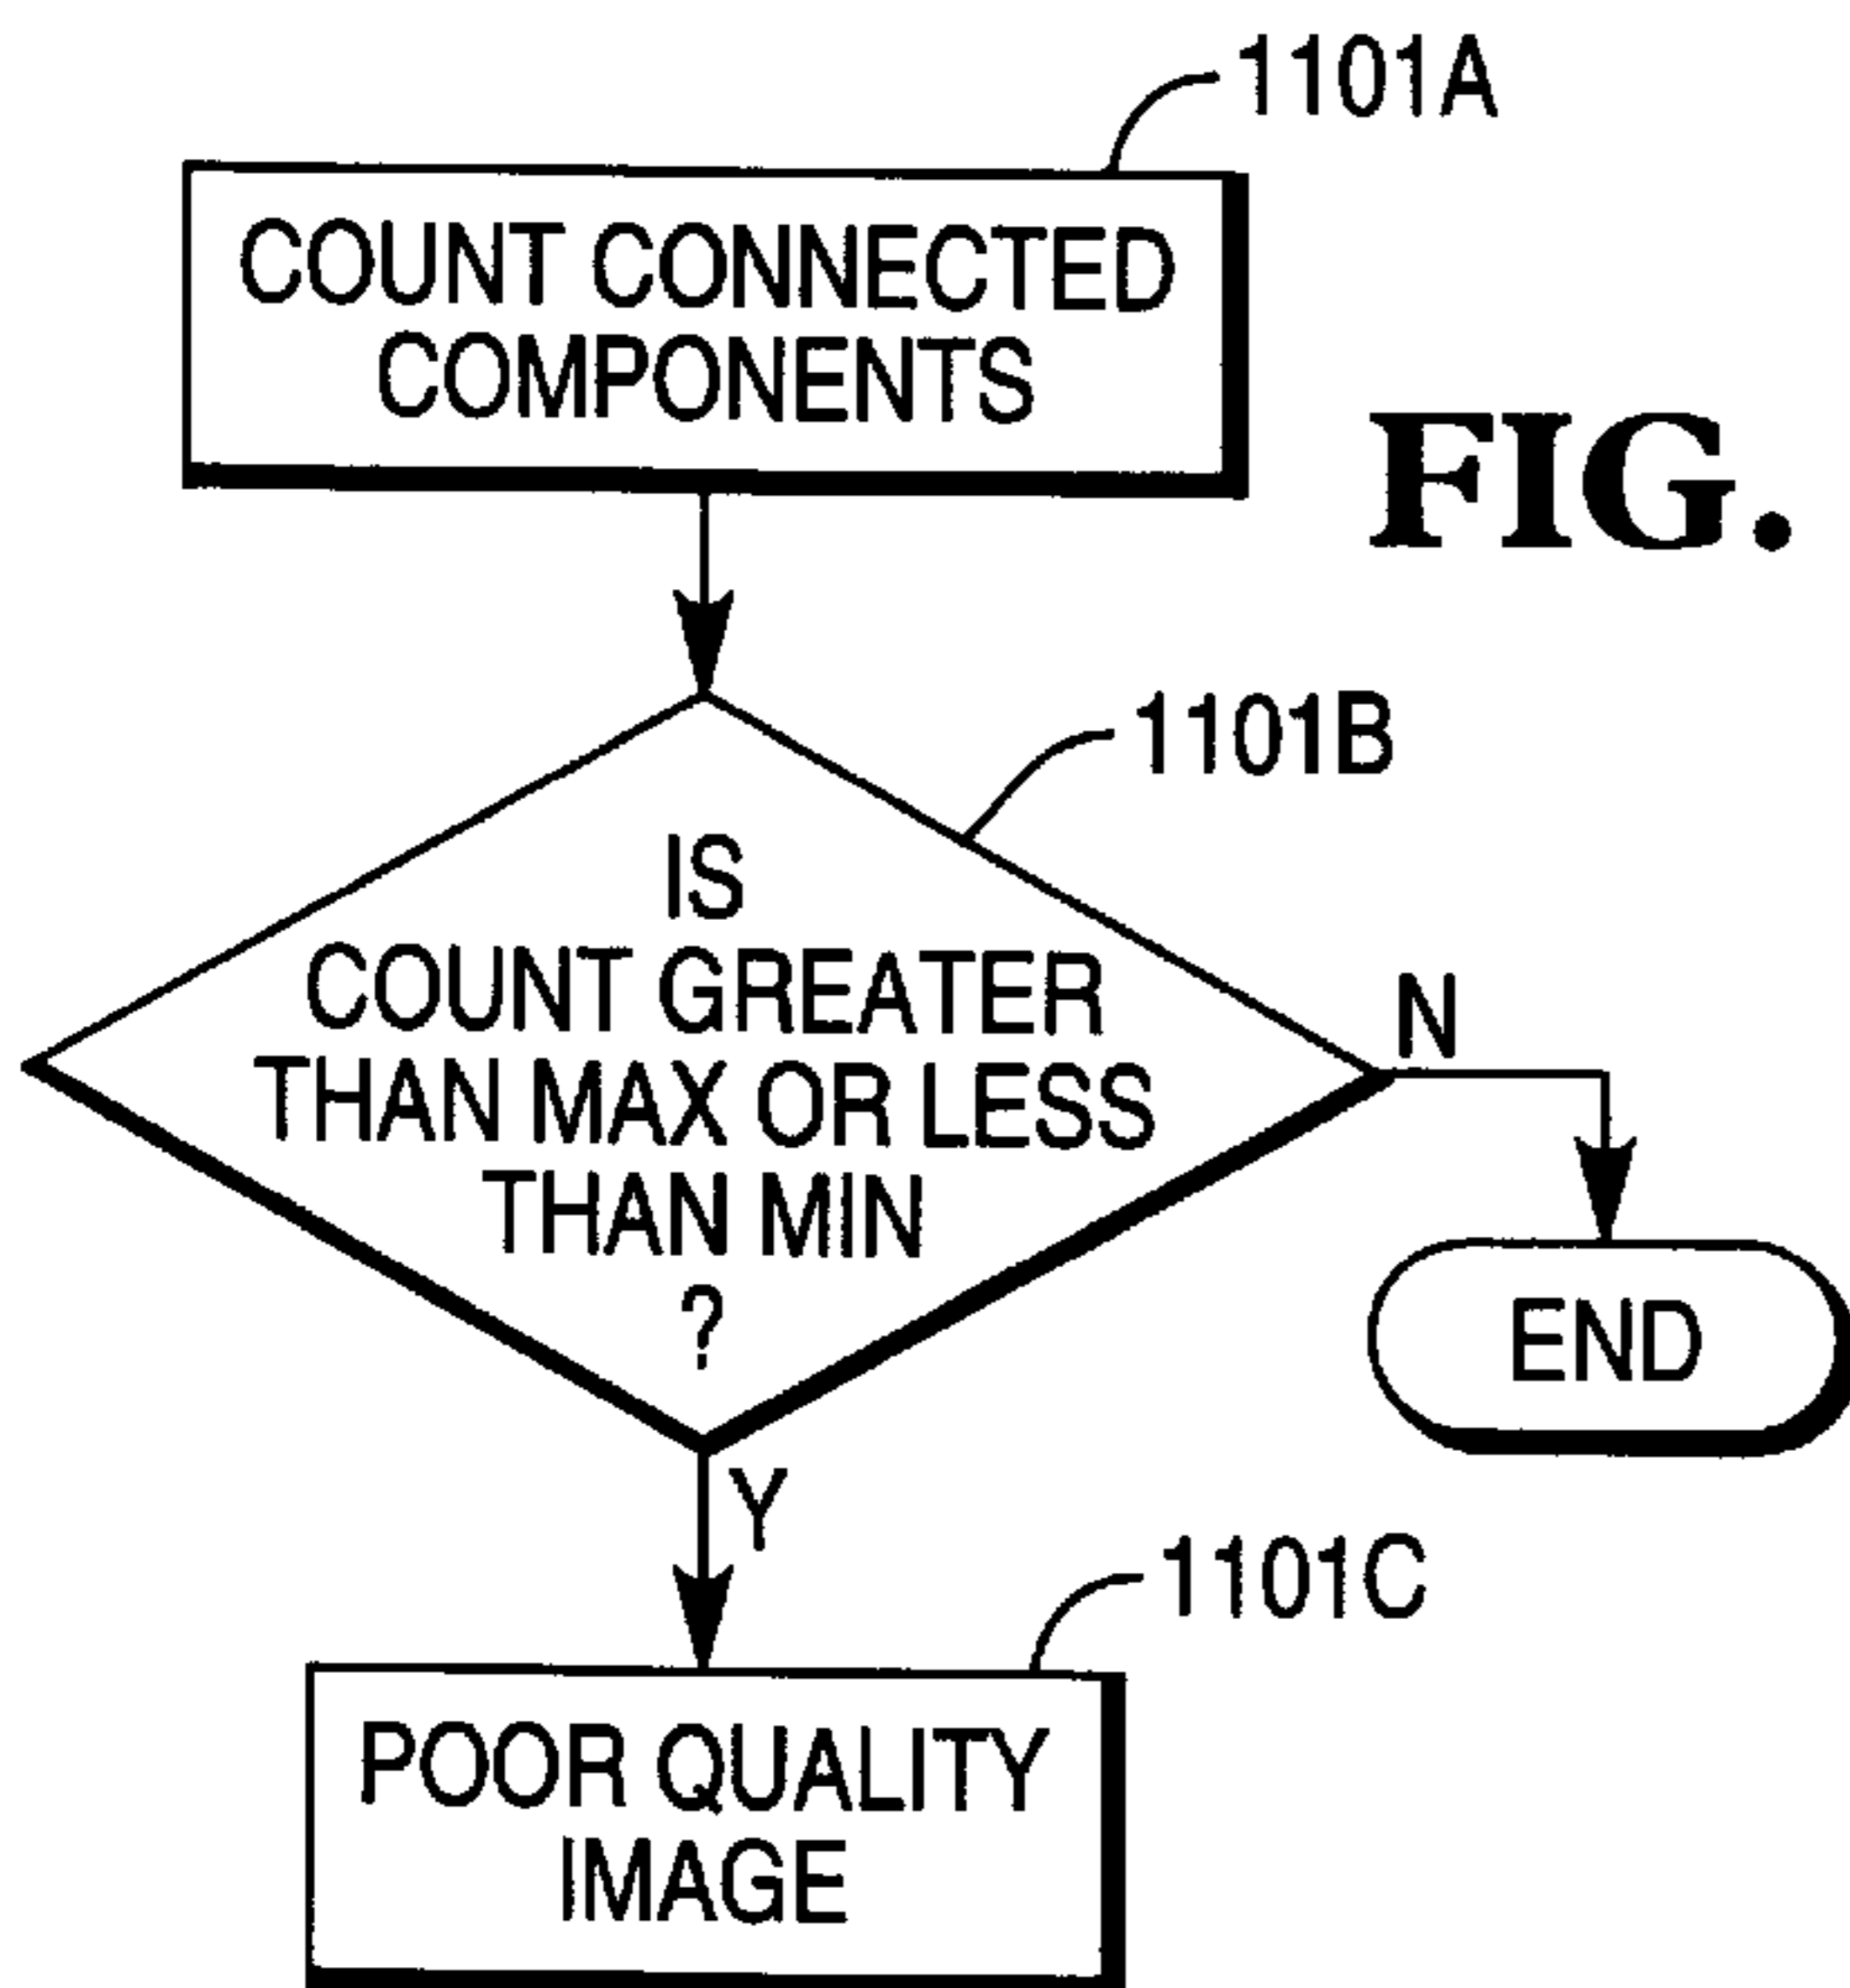 1101A
COUNT CONNECTED
COMPONENTS
FIG.
1101B
IS
COUNT GREATER
THAN MAX OR LESS
THAN MIN
?
N
END
Y
1101C
POOR QUALITY
IMAGE